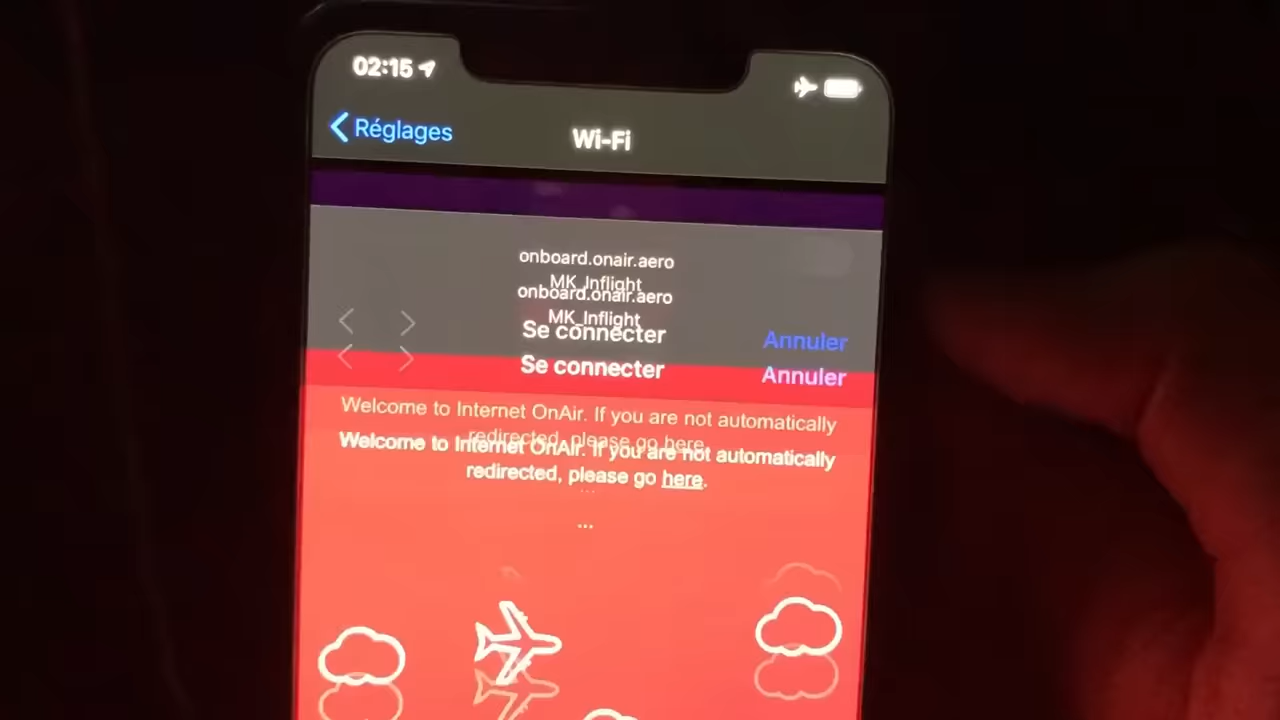 02:15
Réglages
Wi-Fi
onboard.onair.aero
MK_Inflight
onboard.onair.aero
MK_Inflight
Se connecter
Annuler
Se connecter
Annuler
Welcome to Internet OnAir. If you are not automatically
redirected, please go here.
Welcome to Internet OnAir. If you are not automatically
redirected, please go here.
...
...